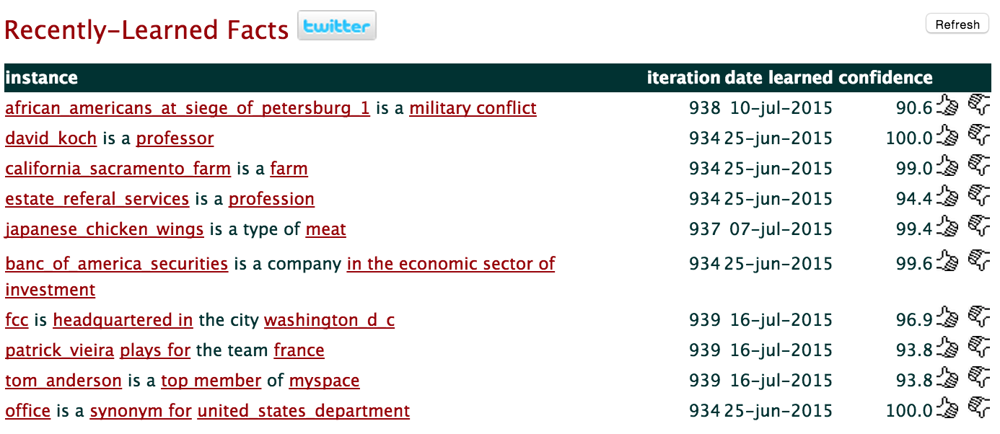 Recently-Learned Facts twitter Refresh
instance iteration date learned confidence
african_americans_at_siege_of_petersburg_1 is a military conflict 938 10-jul-2015 90.6
david_koch is a professor 934 25-jun-2015 100.0
california_sacramento_farm is a farm 934 25-jun-2015 99.0
estate_referal_services is a profession 934 25-jun-2015 94.4
japanese_chicken_wings is a type of meat 937 07-jul-2015 99.4
banc_of_america_securities is a company in the economic sector of 934 25-jun-2015 99.6
investment
fcc is headquartered in the city washington_d_c 939 16-jul-2015 96.9
patrick_vieira plays for the team france 939 16-jul-2015 93.8
tom_anderson is a top member of myspace 939 16-jul-2015 93.8
office is a synonym for united_states_department 934 25-jun-2015 100.0